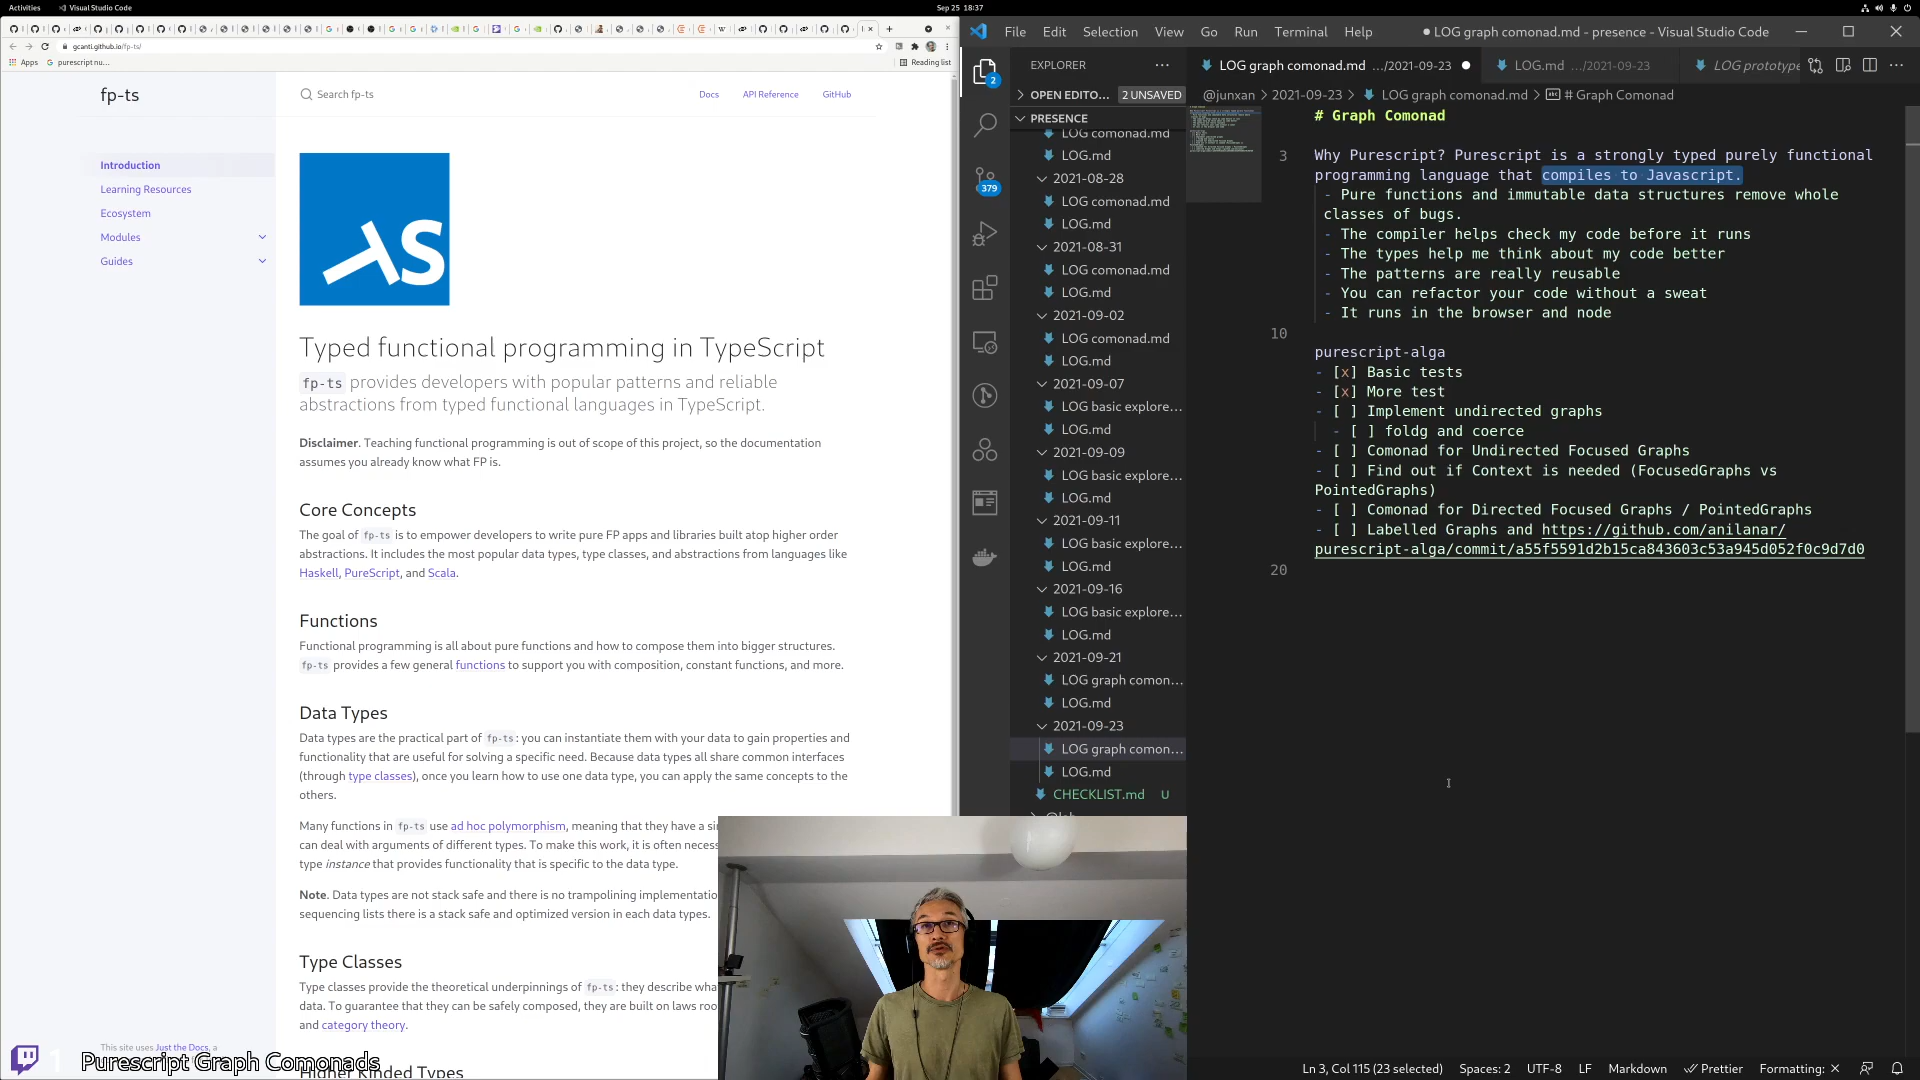 Activities
Visual Studio Code
Sep 25 18:37
gcanti.github.io/fp-ts/
Apps
purescript nu...
Reading list
fp-ts
Search fp-ts
Docs
API Reference
GitHub
Introduction
Learning Resources
Ecosystem
Modules
Guides
TS
Typed functional programming in TypeScript
fp-ts provides developers with popular patterns and reliable
abstractions from typed functional languages in TypeScript.
Disclaimer. Teaching functional programming is out of scope of this project, so the documentation
assumes you already know what FP is.
Core Concepts
The goal of fp-ts is to empower developers to write pure FP apps and libraries built atop higher order
abstractions. It includes the most popular data types, type classes, and abstractions from languages like
Haskell, PureScript, and Scala.
Functions
Functional programming is all about pure functions and how to compose them into bigger structures.
fp-ts provides a few general functions to support you with composition, constant functions, and more.
Data Types
Data types are the practical part of fp-ts: you can instantiate them with your data to gain properties and
functionality that are useful for solving a specific need. Because data types all share common interfaces
(through type classes), once you learn how to use one data type, you can apply the same concepts to the
others.
Many functions in fp-ts use ad hoc polymorphism, meaning that they have a si
can deal with arguments of different types. To make this work, it is often necess
type instance that provides functionality that is specific to the data type.
Note. Data types are not stack safe and there is no trampolining implementatio
sequencing lists there is a stack safe and optimized version in each data types.
Type Classes
Type classes provide the theoretical underpinnings of fp-ts: they describe wha
data. To guarantee that they can be safely composed, they are built on laws roo
and category theory.
Higher Kinded Types
This site uses Just the Docs, a
Purescript Graph Comonads
File Edit Selection View Go Run Terminal Help
● LOG graph comonad.md - presence - Visual Studio Code
2
379
EXPLORER
OPEN EDITO... 2 UNSAVED
PRESENCE
LOG comonad.md
LOG.md
2021-08-28
LOG comonad.md
LOG.md
2021-08-31
LOG comonad.md
LOG.md
2021-09-02
LOG comonad.md
LOG.md
2021-09-07
LOG basic explore...
LOG.md
2021-09-09
LOG basic explore...
LOG.md
2021-09-11
LOG basic explore...
LOG.md
2021-09-16
LOG basic explore...
LOG.md
2021-09-21
LOG graph comon...
LOG.md
2021-09-23
LOG graph comon...
LOG.md
CHECKLIST.md U
LOG graph comonad.md .../2021-09-23
LOG.md .../2021-09-23
LOG prototype
@junxan > 2021-09-23 > LOG graph comonad.md > # Graph Comonad
# Graph Comonad
3 Why Purescript? Purescript is a strongly typed purely functional
programming language that compiles to Javascript.
- Pure functions and immutable data structures remove whole
classes of bugs.
- The compiler helps check my code before it runs
- The types help me think about my code better
- The patterns are really reusable
- You can refactor your code without a sweat
- It runs in the browser and node
10
purescript-alga
- [x] Basic tests
- [x] More test
- [ ] Implement undirected graphs
- [ ] foldg and coerce
- [ ] Comonad for Undirected Focused Graphs
- [ ] Find out if Context is needed (FocusedGraphs vs
PointedGraphs)
- [ ] Comonad for Directed Focused Graphs / PointedGraphs
- [ ] Labelled Graphs and https://github.com/anilanar/
purescript-alga/commit/a55f5591d2b15ca843603c53a945d052f0c9d7d0
20
Ln 3, Col 115 (23 selected)
Spaces: 2
UTF-8
LF
Markdown
Prettier
Formatting: ×